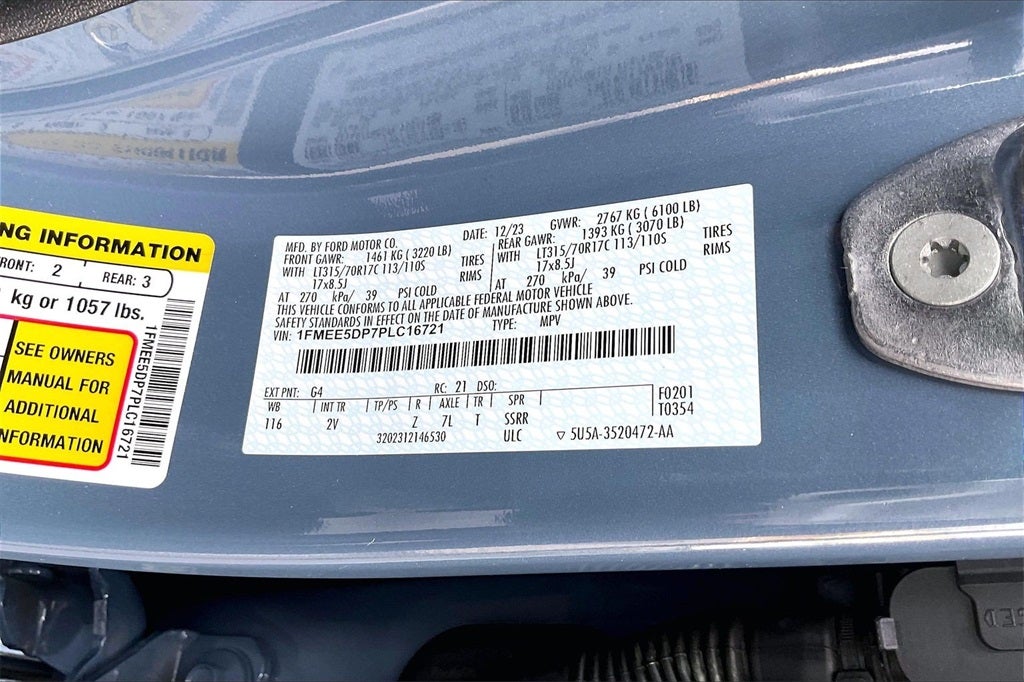 NG INFORMATION
FRONT: 2 REAR: 3
kg or 1057 lbs.
SEE OWNERS
MANUAL FOR
ADDITIONAL
INFORMATION
1FMEE5DP7PLC16721
MFD. BY FORD MOTOR CO. DATE: 12/23 GVWR: 2767 KG ( 6100 LB)
FRONT GAWR: 1461 KG ( 3220 LB) REAR GAWR: 1393 KG ( 3070 LB)
WITH LT315/70R17C 113/110S TIRES WITH LT315/70R17C 113/110S TIRES
17x8.5J RIMS 17x8.5J RIMS
AT 270 kPa/ 39 PSI COLD AT 270 kPa/ 39 PSI COLD
THIS VEHICLE CONFORMS TO ALL APPLICABLE FEDERAL MOTOR VEHICLE
SAFETY STANDARDS IN EFFECT ON THE DATE OF MANUFACTURE SHOWN ABOVE.
VIN: 1FMEE5DP7PLC16721 TYPE: MPV
EXT PNT: G4 RC: 21 DSO: F0201
WB INT TR TP/PS R AXLE TR SPR T0354
116 2V Z 7L T SSRR
3202312146530 ULC ▽ 5U5A-3520472-AA